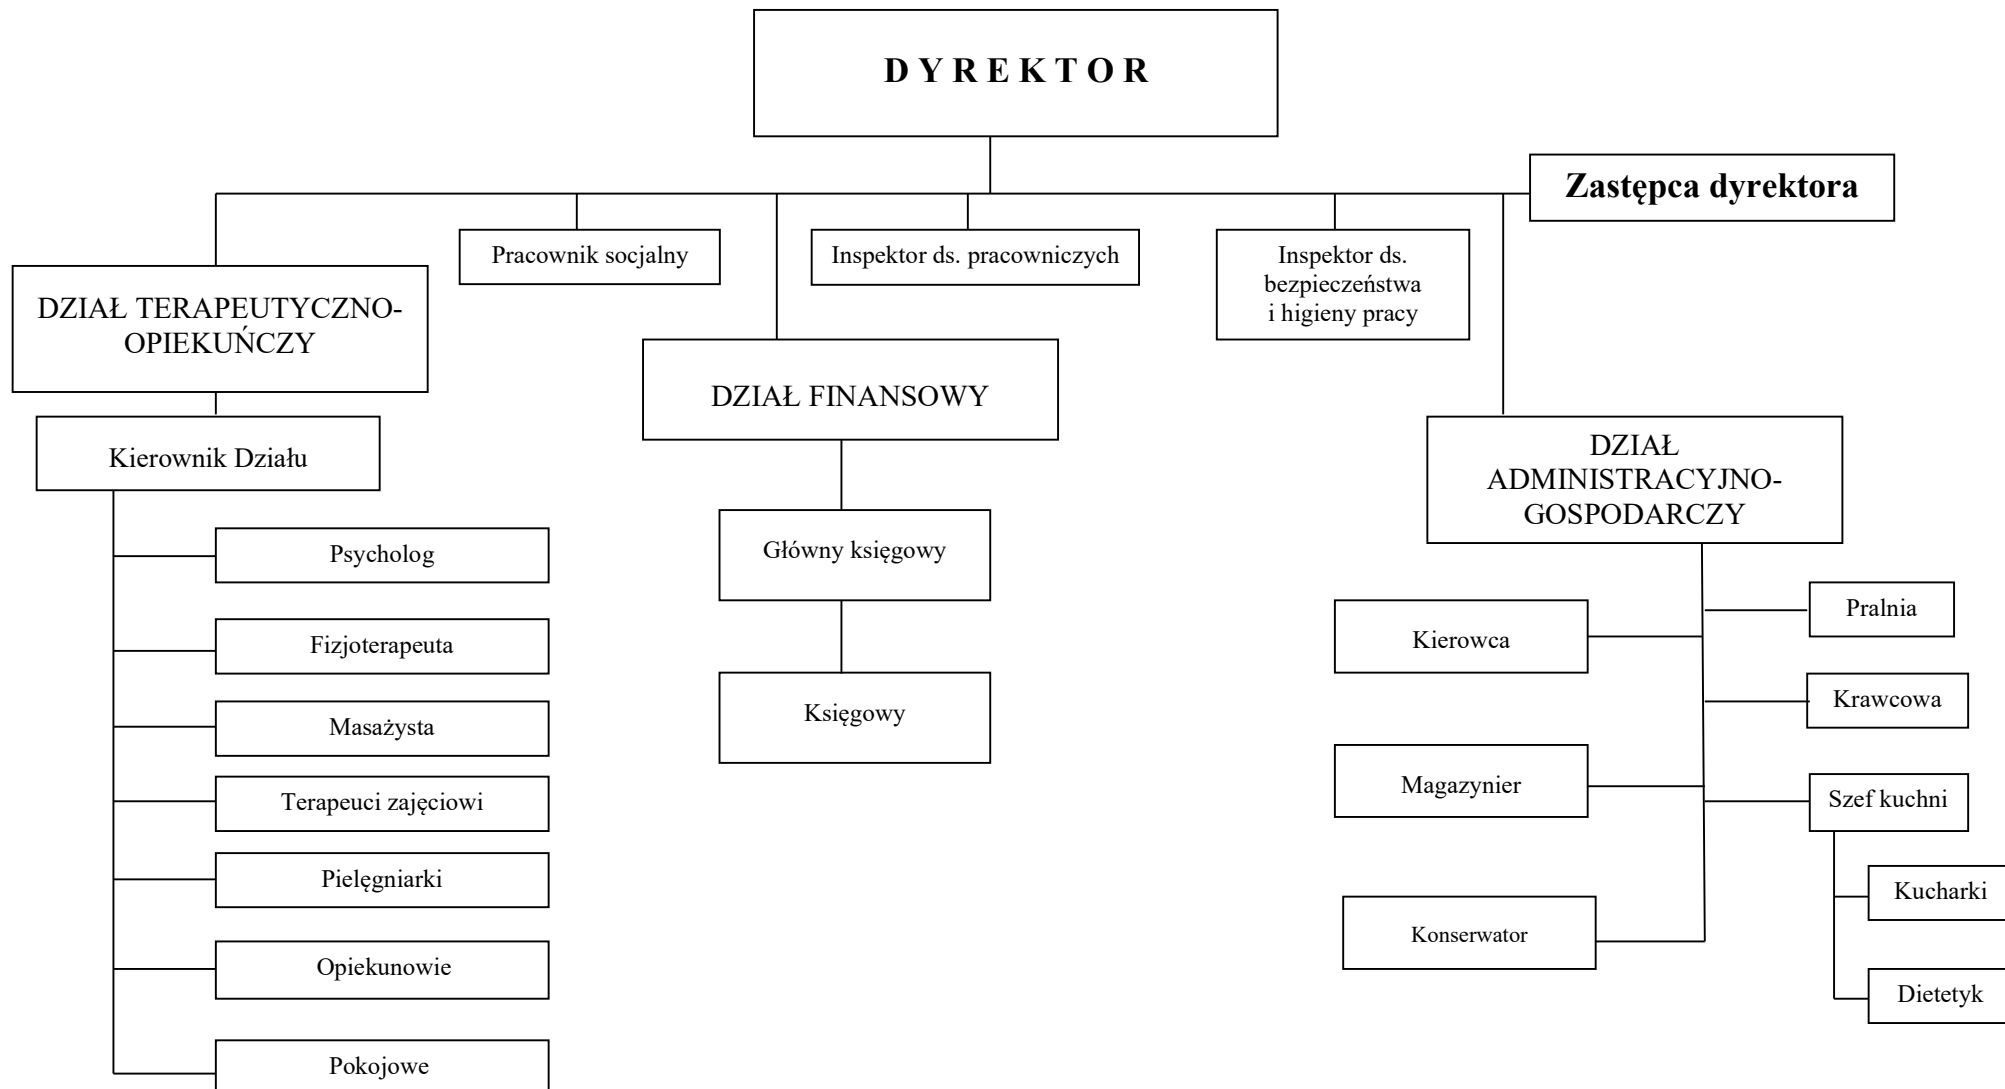 D Y R E K T O R
Zastępca dyrektora
Pracownik socjalny
Inspektor ds. pracowniczych
Inspektor ds.
bezpieczeństwa
i higieny pracy
DZIAŁ TERAPEUTYCZNO-
OPIEKUŃCZY
Kierownik Działu
Psycholog
Fizjoterapeuta
Masażysta
Terapeuci zajęciowi
Pielęgniarki
Opiekunowie
Pokojowe
DZIAŁ FINANSOWY
Główny księgowy
Księgowy
DZIAŁ
ADMINISTRACYJNO-
GOSPODARCZY
Kierowca
Magazynier
Konserwator
Pralnia
Krawcowa
Szef kuchni
Kucharki
Dietetyk